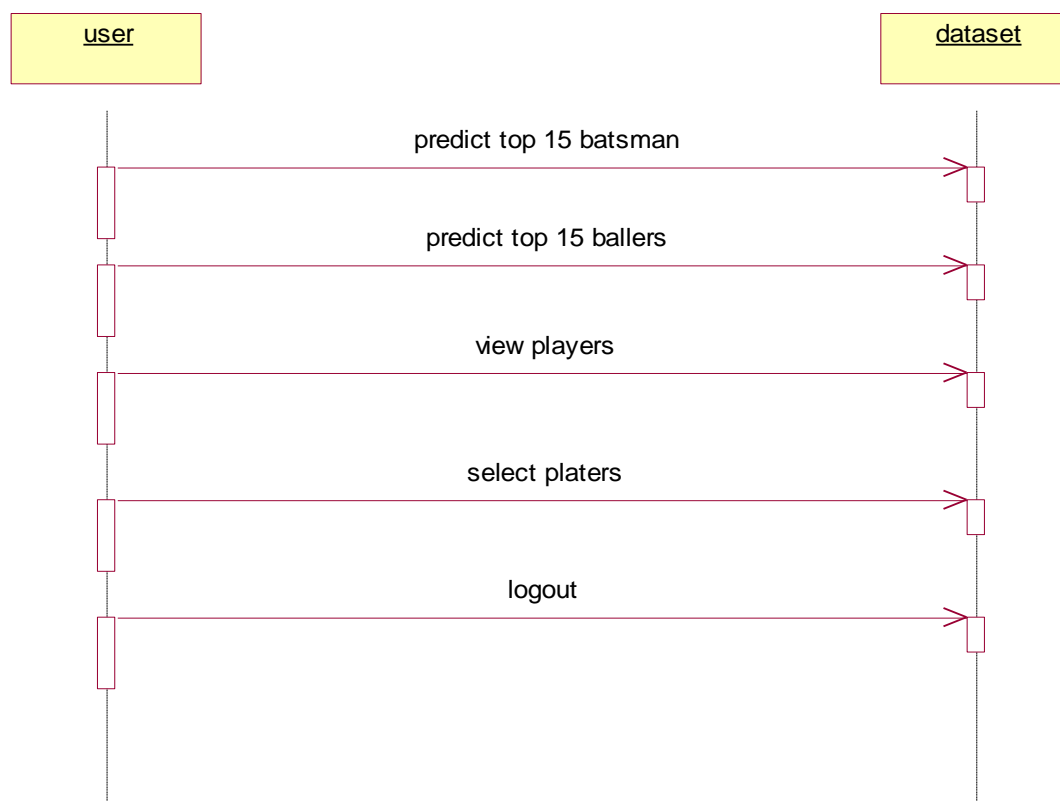 user
dataset
predict top 15 batsman
predict top 15 ballers
view players
select platers
logout